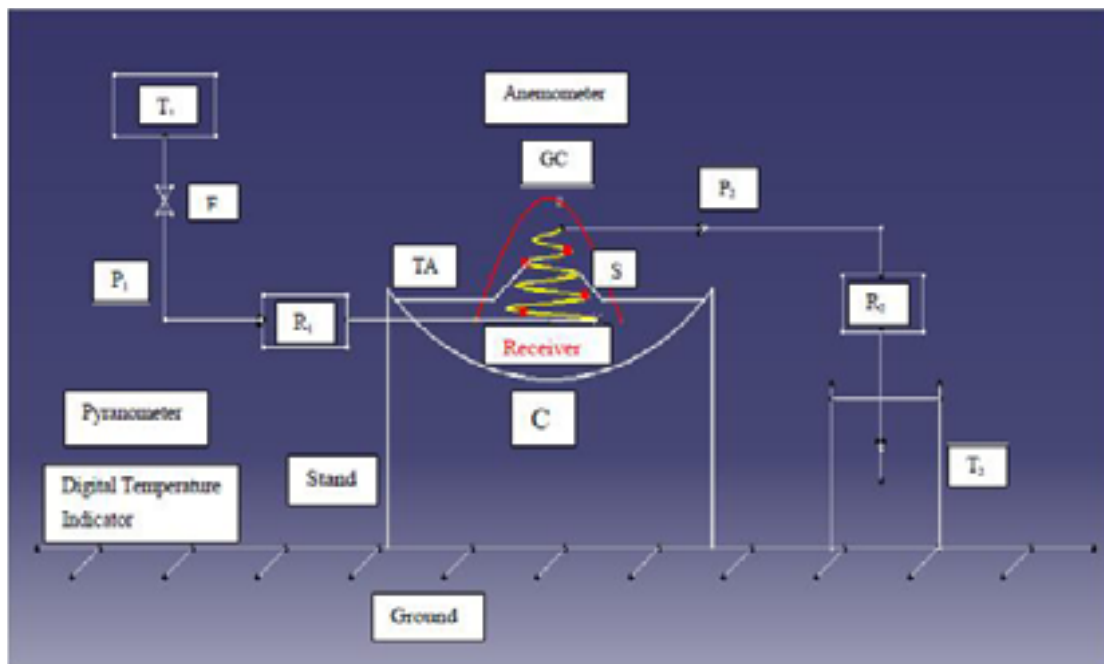 Anemometer
T₁
GC
F
P₂
TA
S
P₁
R₁
R₂
Receiver
C
Pyranometer
Stand
T₂
Digital Temperature
Indicator
Ground